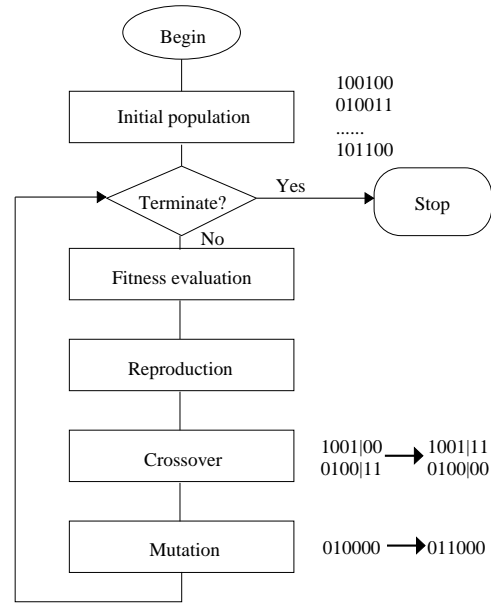 Begin
Initial population
100100
010011
......
101100
Terminate?
Yes
Stop
No
Fitness evaluation
Reproduction
Crossover
1001|00
0100|11
1001|11
0100|00
Mutation
010000
011000